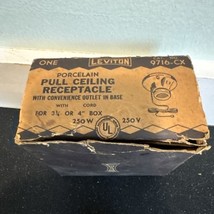 ONE LEVITON 9716-CX
PORCELAIN
PULL CEILING
RECEPTACLE
WITH CONVENIENCE OUTLET IN BASE
WITH CORD
FOR 3¼ OR 4" BOX
250W UL 250V